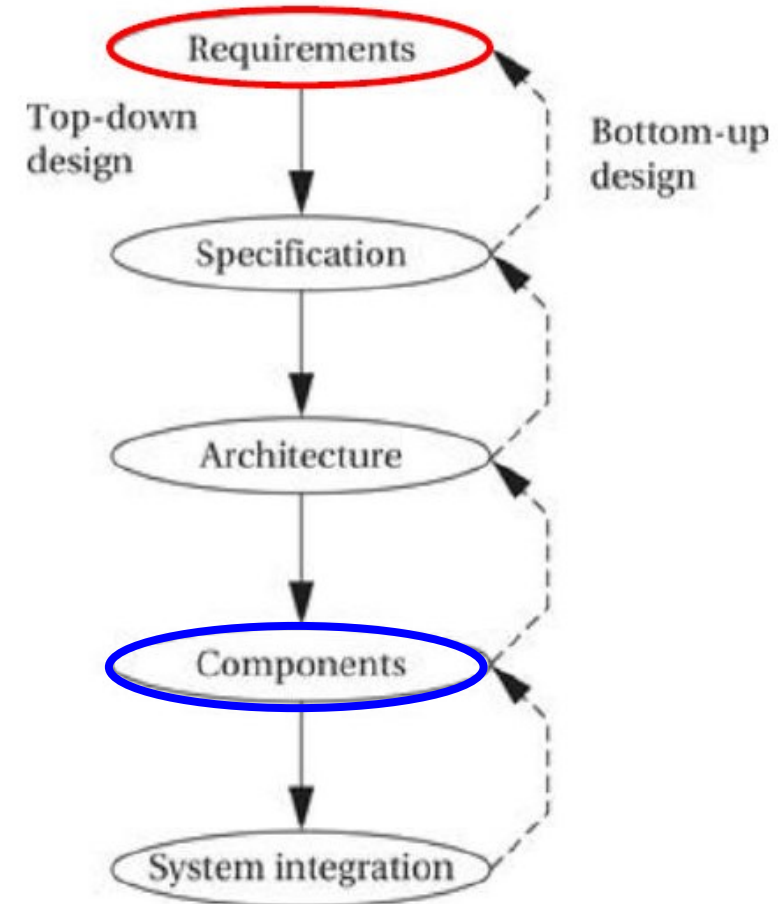 Requirements
Top-down
design
Bottom-up
design
Specification
Architecture
Components
System integration